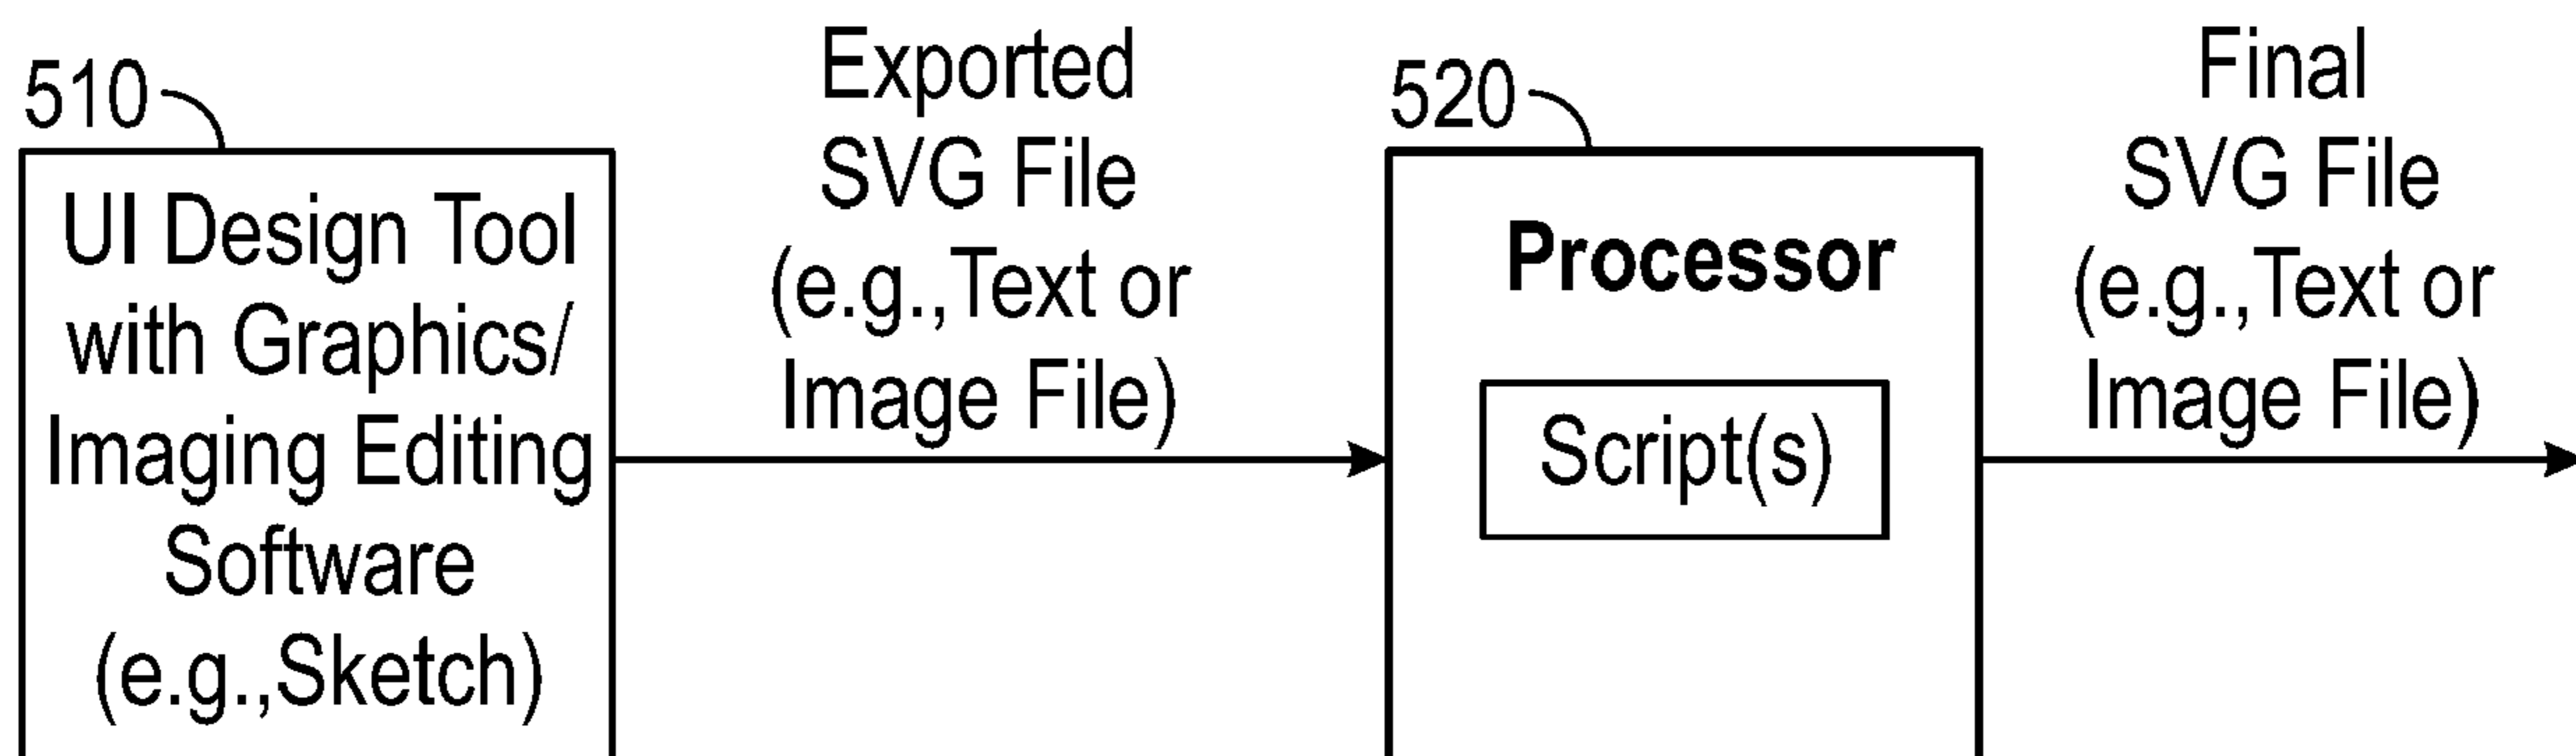 510
UI Design Tool
with Graphics/
Imaging Editing
Software
(e.g.,Sketch)
Exported
SVG File
(e.g.,Text or
Image File)
520
Processor
Script(s)
Final
SVG File
(e.g.,Text or
Image File)